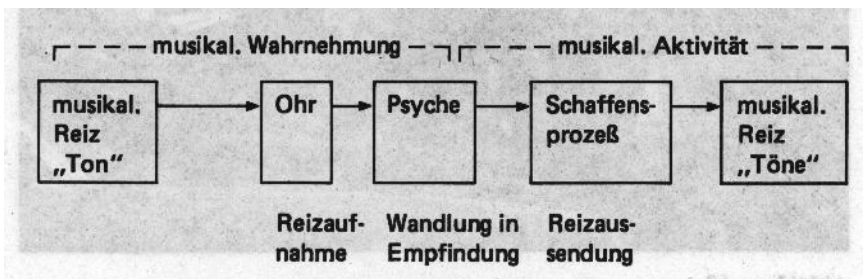 musikal. Wahrnehmung
musikal. Aktivität
musikal.
Reiz
„Ton“
Ohr
Psyche
Schaffens-
prozeß
musikal.
Reiz
„Töne“
Reizauf-
nahme
Wandlung in
Empfindung
Reizaus-
sendung